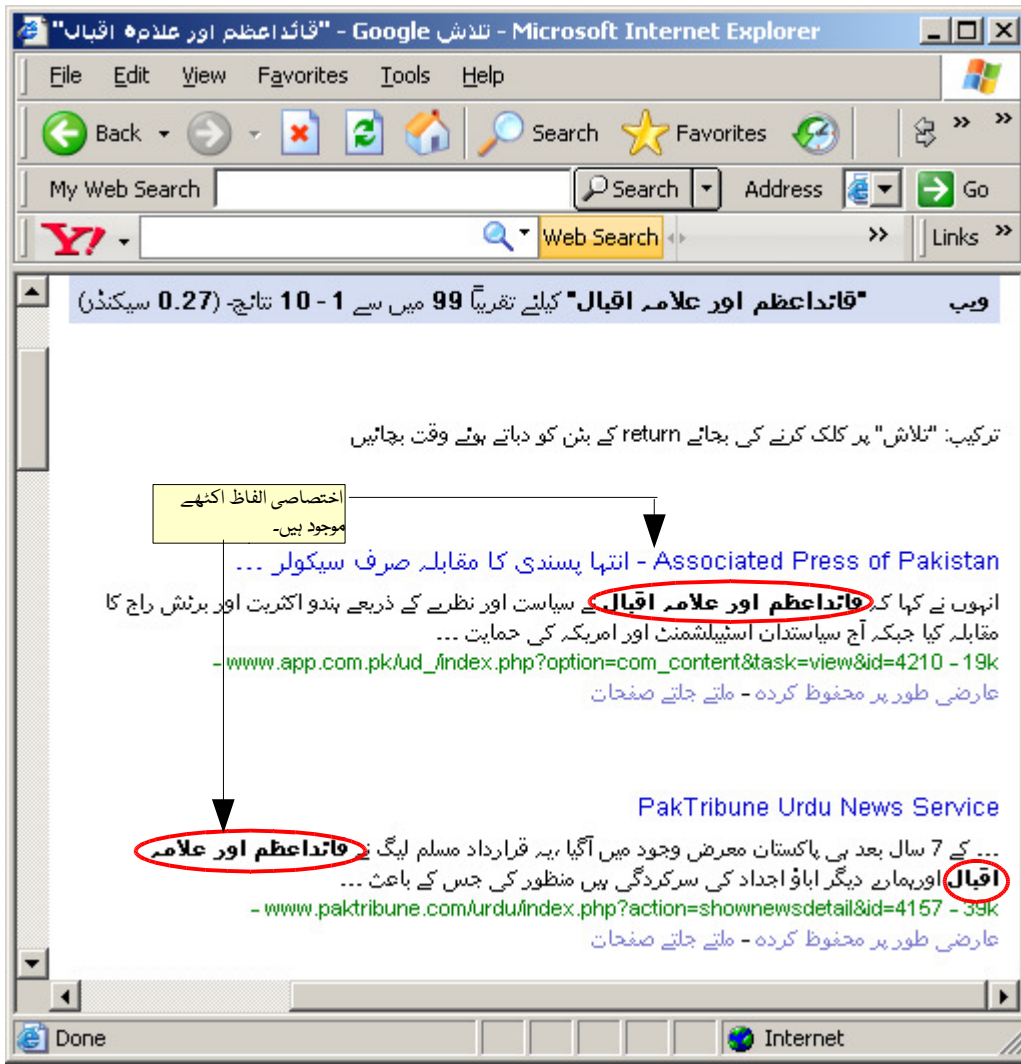 "قائداعظم اور علامہ اقبال" - Google تلاش - Microsoft Internet Explorer
File Edit View Favorites Tools Help
Back Search Favorites » »
My Web Search Search Address Go
Y! Web Search » Links »
ویب "قائداعظم اور علامہ اقبال" کیلئے تقریباً 99 میں سے 1 - 10 نتائج۔ (0.27 سیکنڈز)
ترکیب: "تلاش" پر کلک کرنے کی بجائے return کے بٹن کو دباتے ہوئے وقت بچائیں
اختصاصی الفاظ اکٹھے
موجود ہیں۔
Associated Press of Pakistan - انتہا پسندی کا مقابلہ صرف سیکولر ...
انہوں نے کہا کہ قائداعظم اور علامہ اقبال نے سیاست اور نظریے کے ذریعے ہندو اکثریت اور برٹش راج کا
مقابلہ کیا جبکہ آج سیاستدان اسٹیبلشمنٹ اور امریکہ کی حمایت ...
www.app.com.pk/ud_/index.php?option=com_content&task=view&id=4210 - 19k -
عارضی طور پر محفوظ کردہ - ملتے جلتے صفحات
PakTribune Urdu News Service
... کے 7 سال بعد ہی پاکستان معرض وجود میں آگیا ،یہ قرارداد مسلم لیگ نے قائداعظم اور علامہ
اقبال اورہمارے دیگر اباؤ اجداد کی سرکردگی ہیں منظور کی جس کے باعث ...
www.paktribune.com/urdu/index.php?action=shownewsdetail&id=4157 - 39k -
عارضی طور پر محفوظ کردہ - ملتے جلتے صفحات
Done Internet